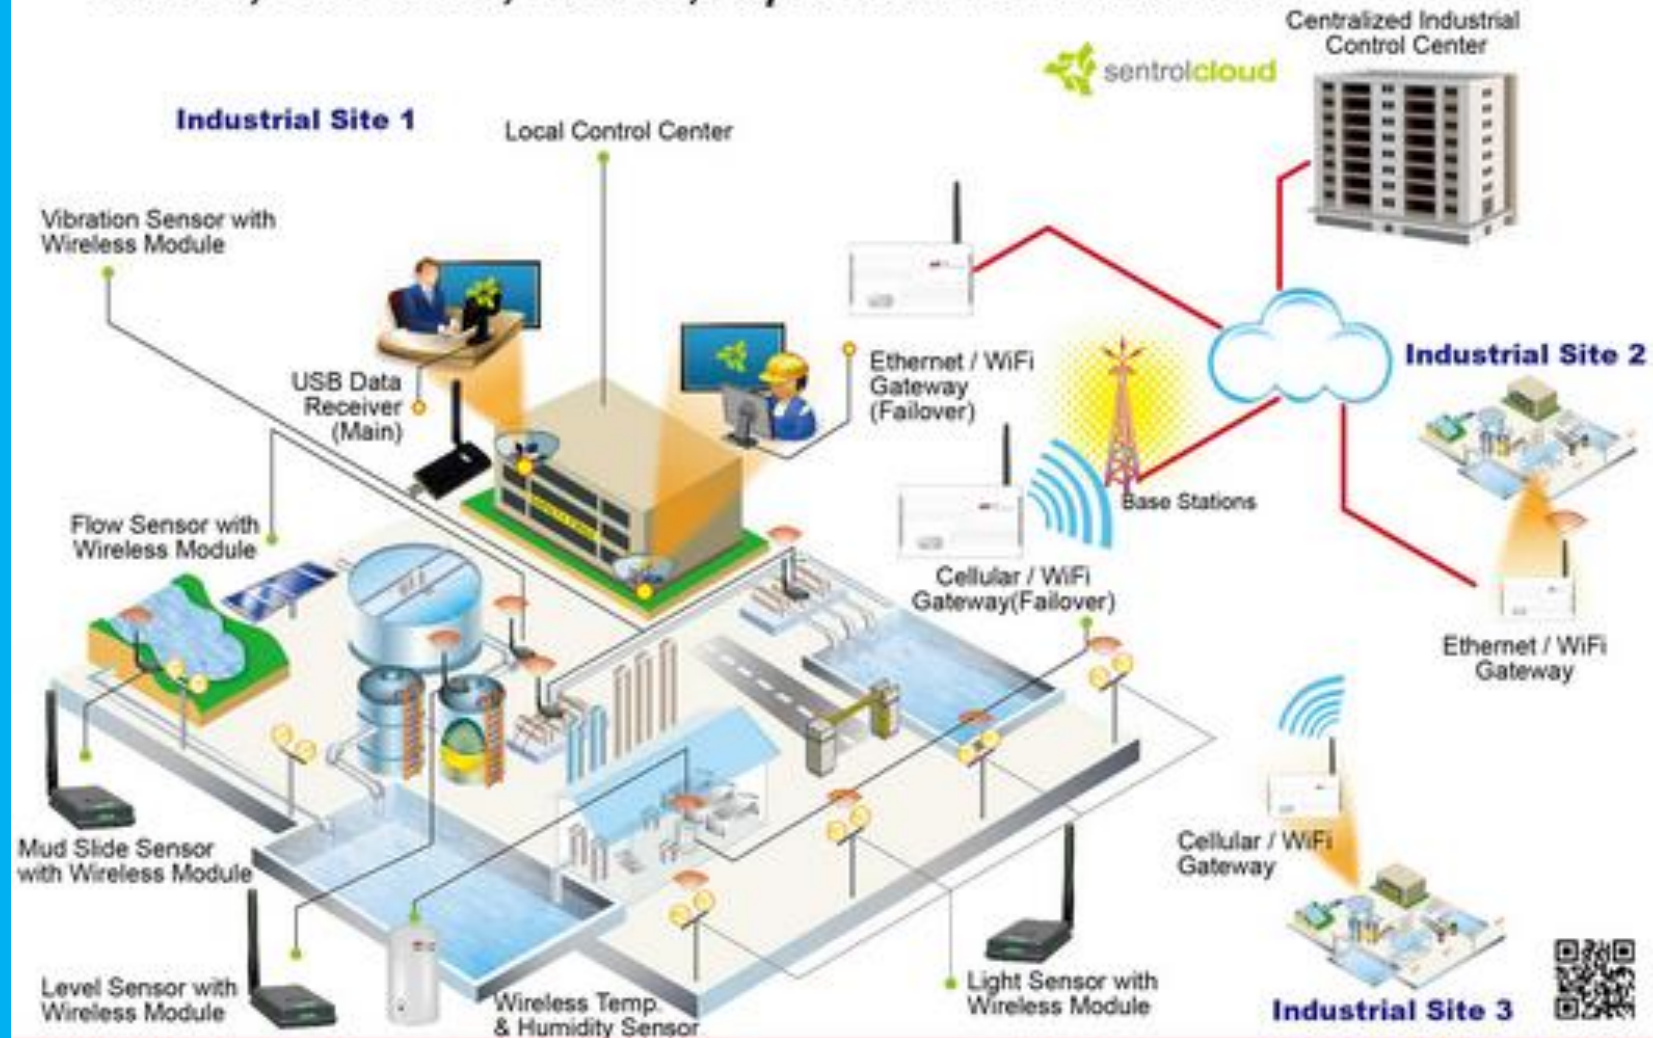 Centralized Industrial
Control Center
sentrolcloud
Industrial Site 1
Local Control Center
Vibration Sensor with
Wireless Module
USB Data
Receiver
(Main)
Ethernet / WiFi
Gateway
(Failover)
Industrial Site 2
Base Stations
Flow Sensor with
Wireless Module
Cellular / WiFi
Gateway(Failover)
Ethernet / WiFi
Gateway
Mud Slide Sensor
with Wireless Module
Cellular / WiFi
Gateway
Level Sensor with
Wireless Module
Wireless Temp.
& Humidity Sensor
Light Sensor with
Wireless Module
Industrial Site 3